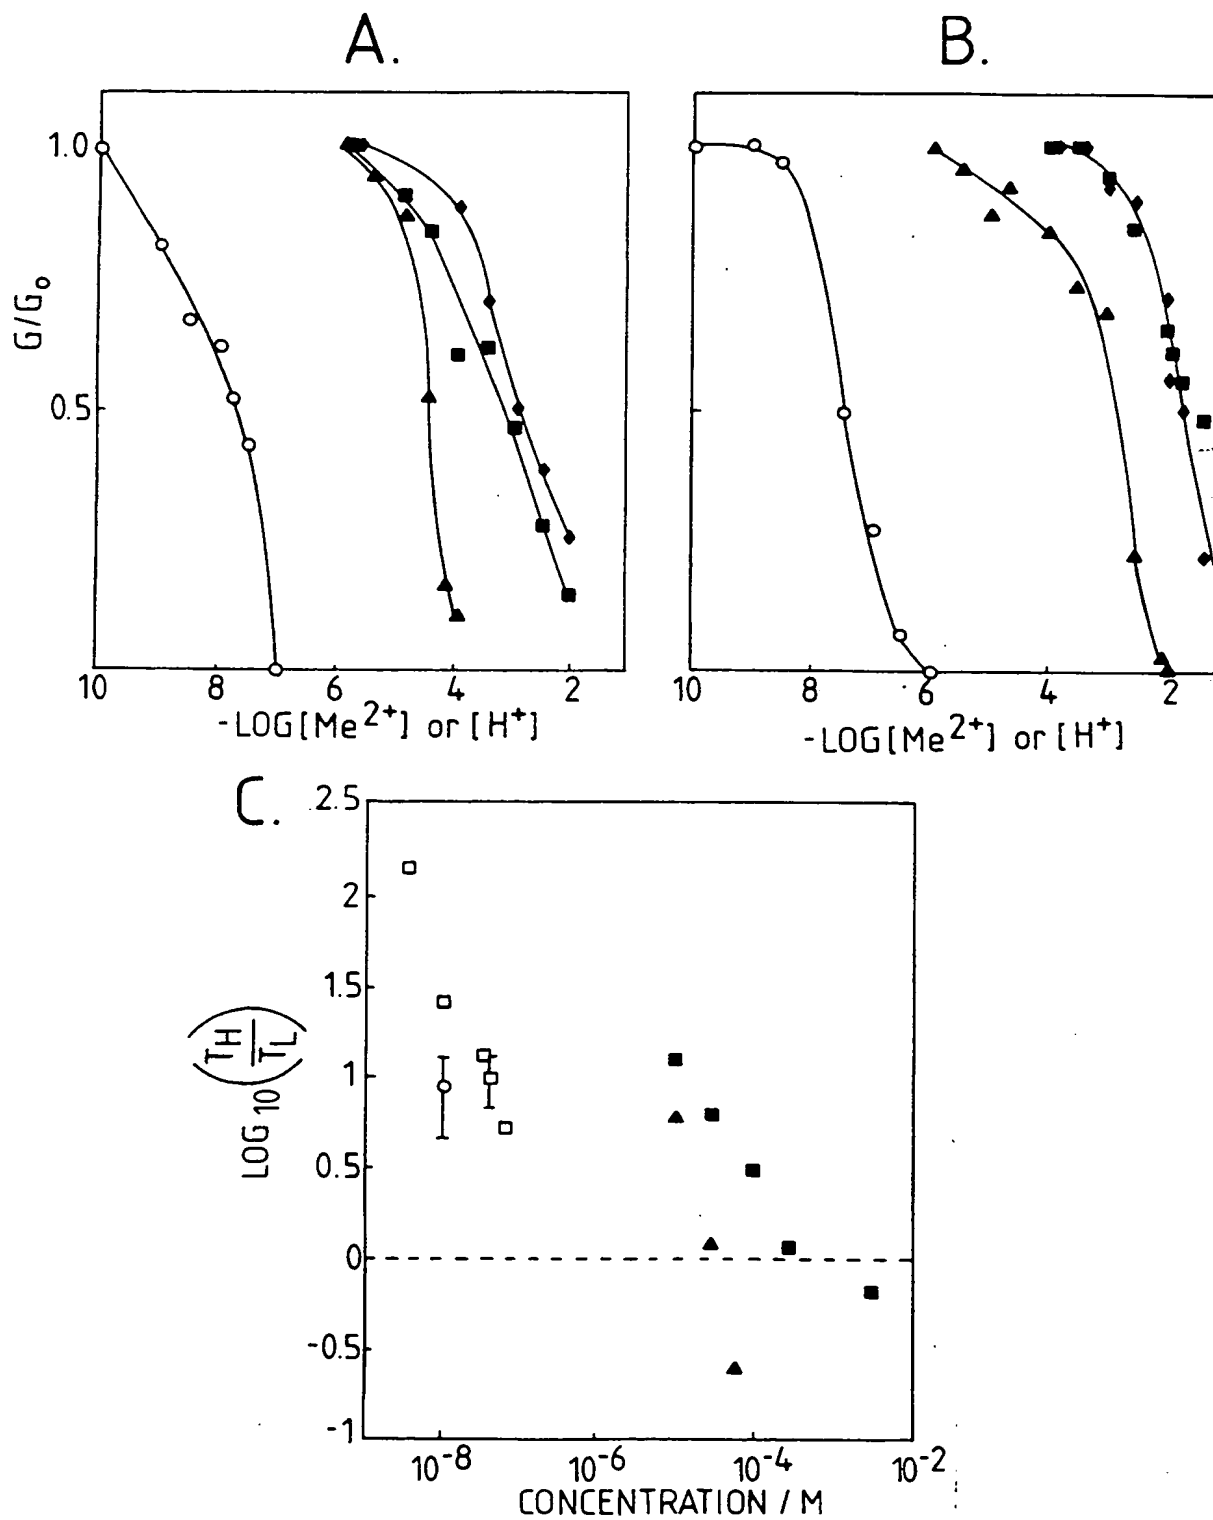 A.
B.
1.0
G/G₀
0.5
10 8 6 4 2
-LOG[Me²⁺] or [H⁺]
10 8 6 4 2
-LOG[Me²⁺] or [H⁺]
C.
2.5
2
1.5
1
0.5
0
-0.5
-1
LOG₁₀ (TH/TL)
10⁻⁸ 10⁻⁶ 10⁻⁴ 10⁻²
CONCENTRATION / M